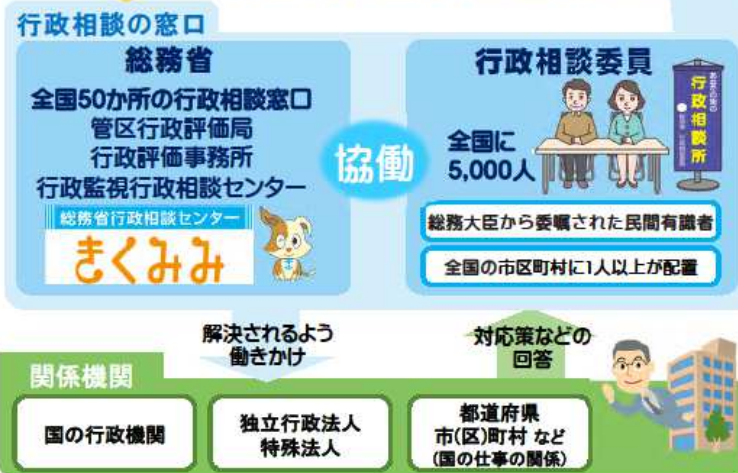 行政相談の窓口
総務省
全国50か所の行政相談窓口
管区行政評価局
行政評価事務所
行政監視行政相談センター
総務省行政相談センター
きくみみ
協働
行政相談委員
全国に
5,000人
行政相談所
総務大臣から委嘱された民間有識者
全国の市区町村に1人以上が配置
解決されるよう
働きかけ
対応策などの
回答
関係機関
国の行政機関
独立行政法人
特殊法人
都道府県
市(区)町村 など
(国の仕事の関係)